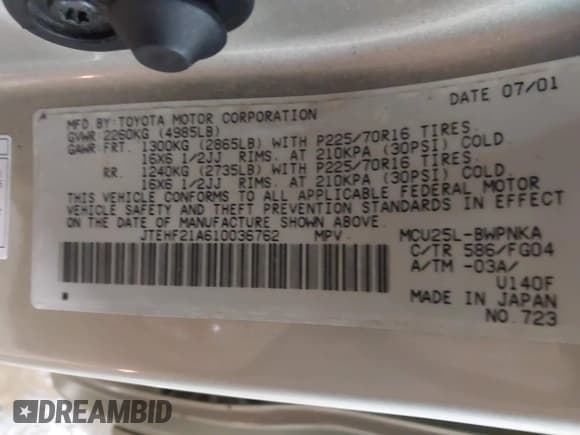 DATE 07/01
MFD BY:TOYOTA MOTOR CORPORATION
GVWR 2260KG (4985LB)
GAWR FRT. 1300KG (2865LB) WITH P225/70R16 TIRES.
16X6 1/2JJ RIMS. AT 210KPA (30PSI) COLD
RR. 1240KG (2735LB) WITH P225/70R16 TIRES.
16X6 1/2JJ RIMS. AT 210KPA (30PSI) COLD
THIS VEHICLE CONFORMS TO ALL APPLICABLE FEDERAL MOTOR
VEHICLE SAFETY AND THEFT PREVENTION STANDARDS IN EFFECT
ON THE DATE OF MANUFACTURE SHOWN ABOVE.
JTEHF21A610036762 MPV MCU25L-BWPNKA
C/TR 586/FG04
A/TM -03A/
U140F
MADE IN JAPAN
NO.723
DREAMBID